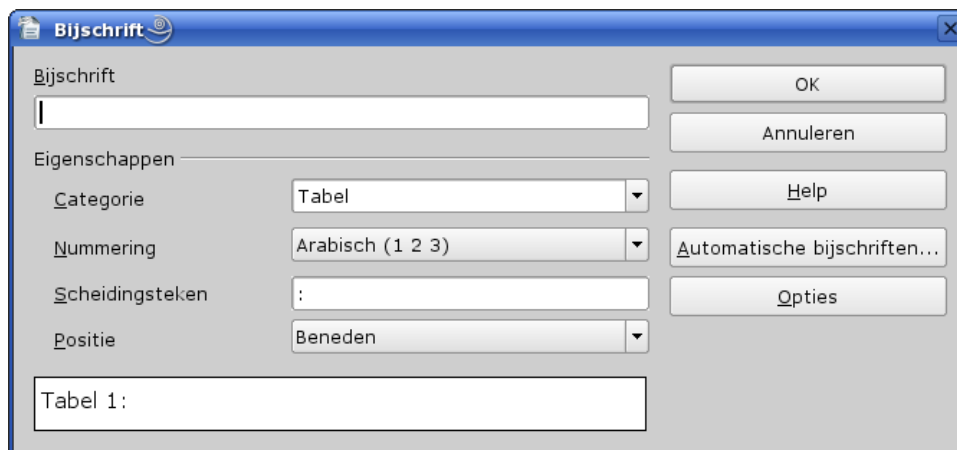 Bijschrift
Bijschrift
OK
Annuleren
Eigenschappen
Categorie
Tabel
Help
Nummering
Arabisch (1 2 3)
Automatische bijschriften...
Scheidingsteken
:
Opties
Positie
Beneden
Tabel 1: